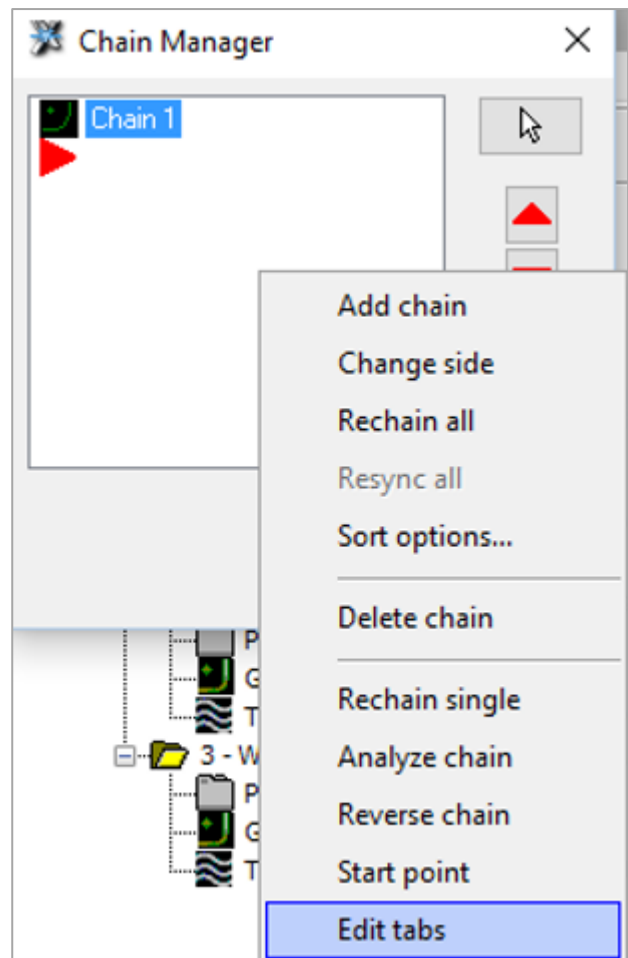 Chain Manager
Chain 1
Add chain
Change side
Rechain all
Resync all
Sort options...
Delete chain
P
Rechain single
G
T
Analyze chain
3 - W
P
Reverse chain
G
Start point
T
Edit tabs